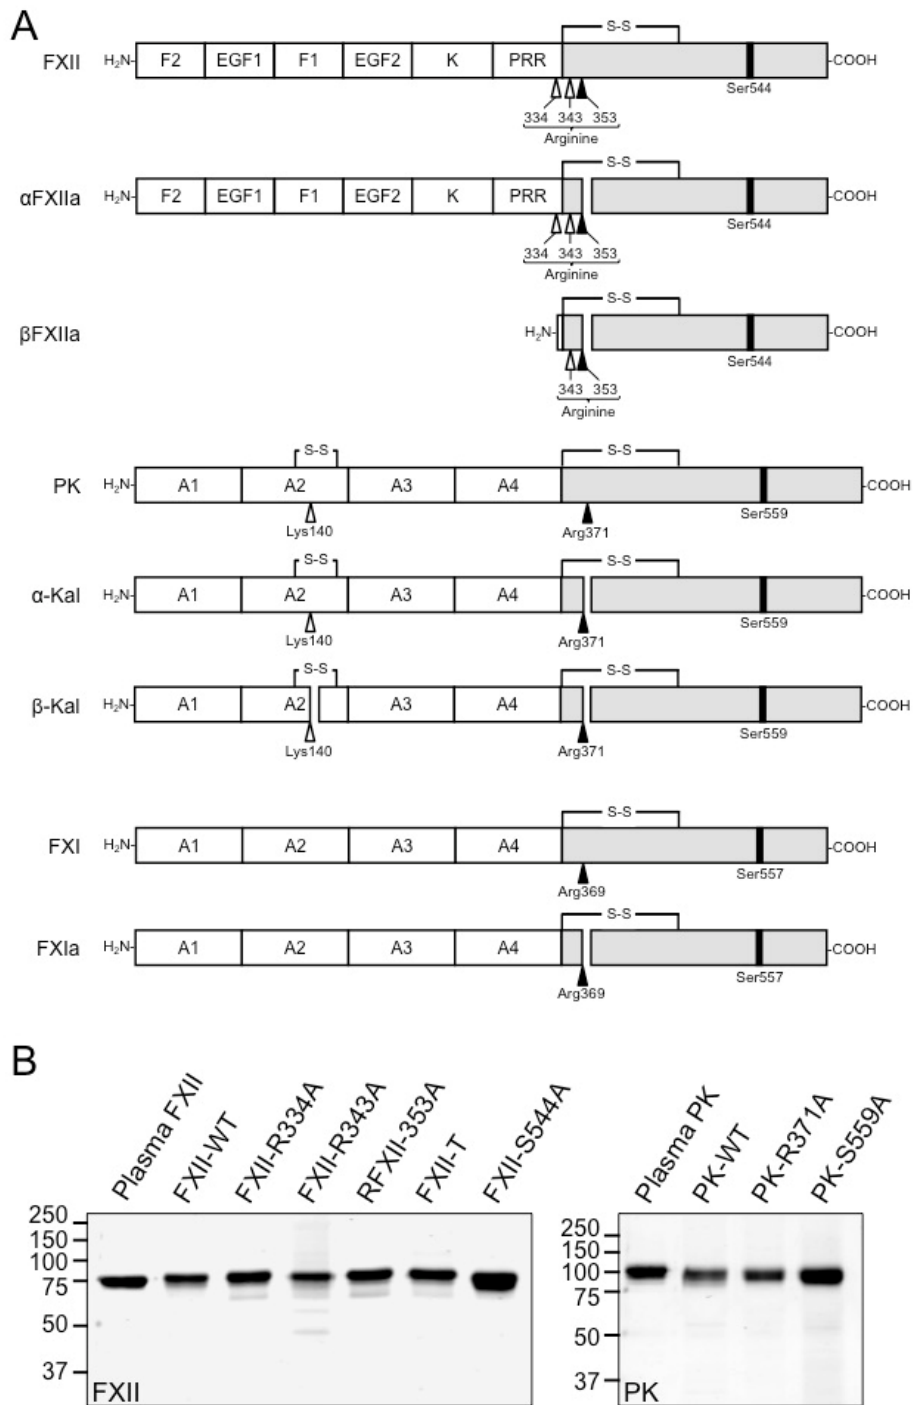 A
S-S
FXII H₂N- F2 EGF1 F1 EGF2 K PRR -COOH
Ser544
334 343 353
Arginine
S-S
αFXIIa H₂N- F2 EGF1 F1 EGF2 K PRR -COOH
Ser544
334 343 353
Arginine
S-S
βFXIIa H₂N- -COOH
Ser544
343 353
Arginine
S-S S-S
PK H₂N- A1 A2 A3 A4 -COOH
Lys140 Arg371 Ser559
S-S S-S
α-Kal H₂N- A1 A2 A3 A4 -COOH
Lys140 Arg371 Ser559
S-S S-S
β-Kal H₂N- A1 A2 A3 A4 -COOH
Lys140 Arg371 Ser559
S-S
FXI H₂N- A1 A2 A3 A4 -COOH
Arg369 Ser557
S-S
FXIa H₂N- A1 A2 A3 A4 -COOH
Arg369 Ser557
B
Plasma FXII
FXII-WT
FXII-R334A
FXII-R343A
RFXII-353A
FXII-T
FXII-S544A
250
150
100
75
50
37
FXII
Plasma PK
PK-WT
PK-R371A
PK-S559A
250
150
100
75
50
37
PK